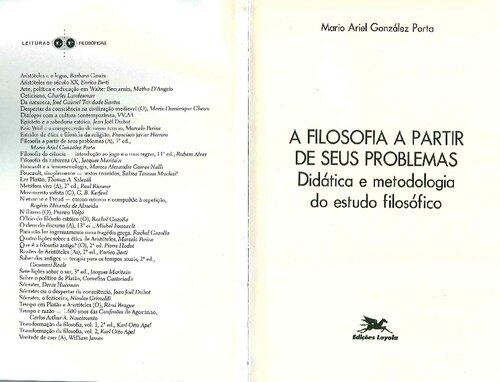 LEITURAS FILOSÓFICAS
Aristóteles e o logos, Barbara Cassin
Aristóteles no século XX, Enrico Berti
Arte, política e educação em Walter Benjamin, Martha D'Angelo
Ceticismo, Charles Landesman
Da natureza, José Gabriel Trindade Santos
Despertar da consciência na civilização medieval (O), Marie-Dominique Chenu
Diálogos com a cultura contemporânea, VV.AA.
Epicteto e a sabedoria estoica, Jean-Joël Duhot
Eric Weil e a compreensão do nosso tempo, Marcelo Perine
Estudos de ética e filosofia da religião, Francisco Javier Herrero
Filosofia a partir de seus problemas (A), 3ª ed.,
Mario Ariel González Porta
Filosofia da ciência — introdução ao jogo e a suas regras, 11ª ed., Rubem Alves
Filosofia da natureza (A), Jacques Maritain
Foucault e a fenomenologia, Marcos Alexandre Gomes Nalli
Foucault, simplesmente — textos reunidos, Salma Tannus Muchail
Ler Platão, Thomas A. Szlezák
Metáfora viva (A), 2ª ed., Paul Ricoeur
Movimento sofista (O), G. B. Kerferd
Natureza e Freud —
Rogério Miranda de Almeida
Niilismo (O), Franco Volpi
Ofício do filósofo estóico (O), Rachel Gazolla
Ordem do discurso (A), 13ª ed., Michel Foucault
Para não ler ingenuamente uma tragédia grega, Rachel Gazolla
Quatro lições sobre a ética de Aristóteles, Marcelo Perine
Que é a filosofia antiga? (O), 2ª ed., Pierre Hadot
Razões de Aristóteles (As), 2ª ed., Enrico Berti
Saber dos antigos — terapia para os tempos atuais, 2ª ed.,
Giovanni Reale
Sete lições sobre o ser, 3ª ed., Jacques Maritain
Sobre o político de Platão, Cornelius Castoriadis
Sócrates, Denis Huisman
Sócrates ou o despertar da consciência, Jean-Joël Duhot
Sócrates, o feiticeiro, Nicolas Grimaldi
Tempo em Platão e Aristóteles (O), Rémi Brague
Tempo e razão — 1.600 anos das Confissões de Agostinho,
Carlos Arthur R. Nascimento
Transformação da filosofia, vol. 1, 2ª ed., Karl-Otto Apel
Transformação da filosofia, vol. 2, Karl-Otto Apel
Vontade de crer (A), William James
Mario Ariel González Porta
A FILOSOFIA A PARTIR
DE SEUS PROBLEMAS
Didática e metodologia
do estudo filosófico
Edições Loyola